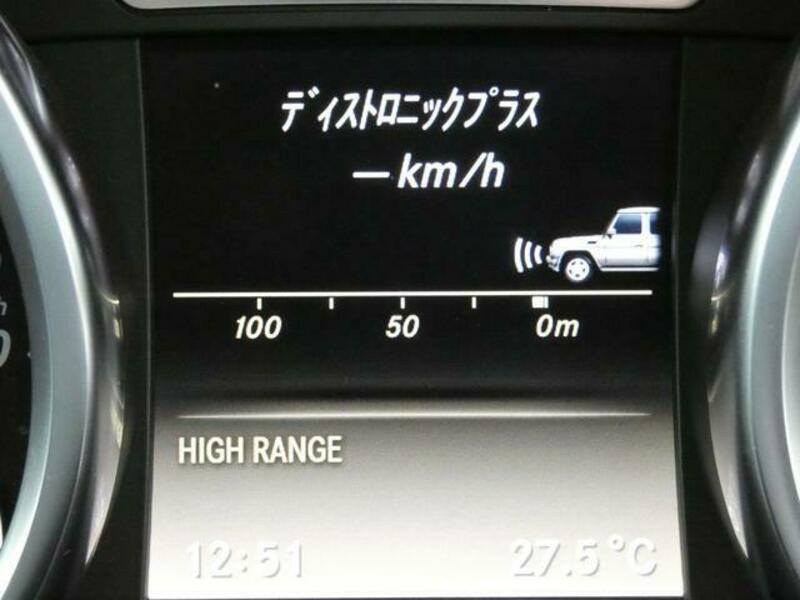 ディストロニックプラス
— km/h
100 50 0m
HIGH RANGE
12:51 27.5°C